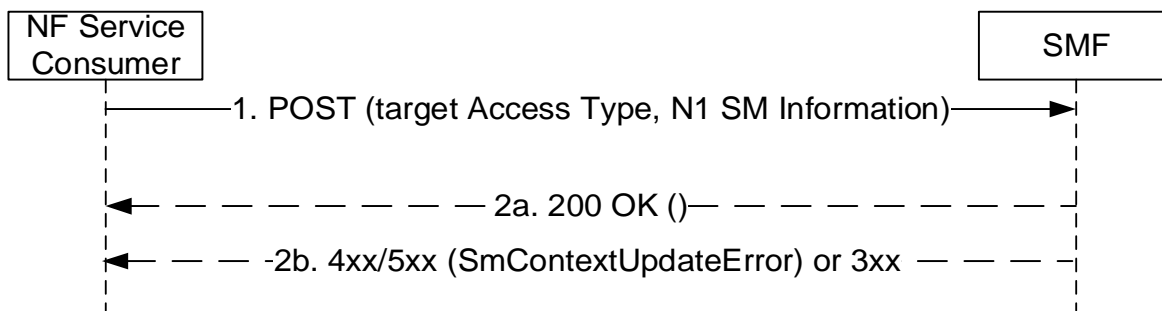 NF Service
Consumer
SMF
1. POST (target Access Type, N1 SM Information)
2a. 200 OK ()
2b. 4xx/5xx (SmContextUpdateError) or 3xx